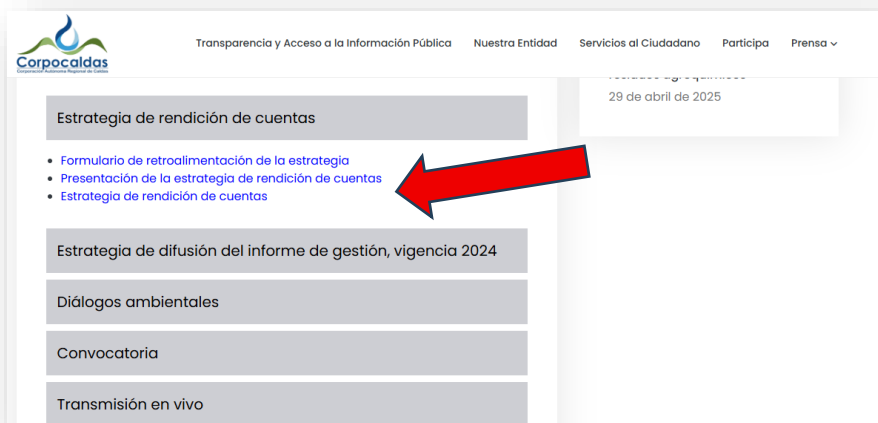 Corpocaldas
Corporación Autónoma Regional de Caldas
Transparencia y Acceso a la Información Pública
Nuestra Entidad
Servicios al Ciudadano
Participa
Prensa
29 de abril de 2025
Estrategia de rendición de cuentas
Formulario de retroalimentación de la estrategia
Presentación de la estrategia de rendición de cuentas
Estrategia de rendición de cuentas
Estrategia de difusión del informe de gestión, vigencia 2024
Diálogos ambientales
Convocatoria
Transmisión en vivo